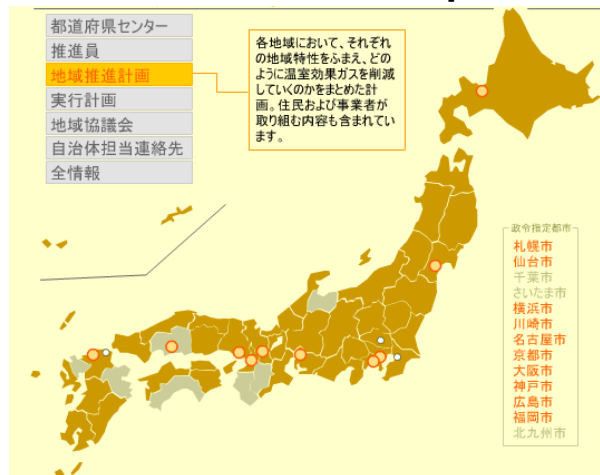 都道府県センター
推進員
地域推進計画
実行計画
地域協議会
自治体担当連絡先
全情報
各地域において、それぞれ
の地域特性をふまえ、どの
ように温室効果ガスを削減
していくのかをまとめた計
画。住民および事業者が
取り組む内容も含まれてい
ます。
政令指定都市
札幌市
仙台市
千葉市
さいたま市
横浜市
川崎市
名古屋市
京都市
大阪市
神戸市
広島市
福岡市
北九州市